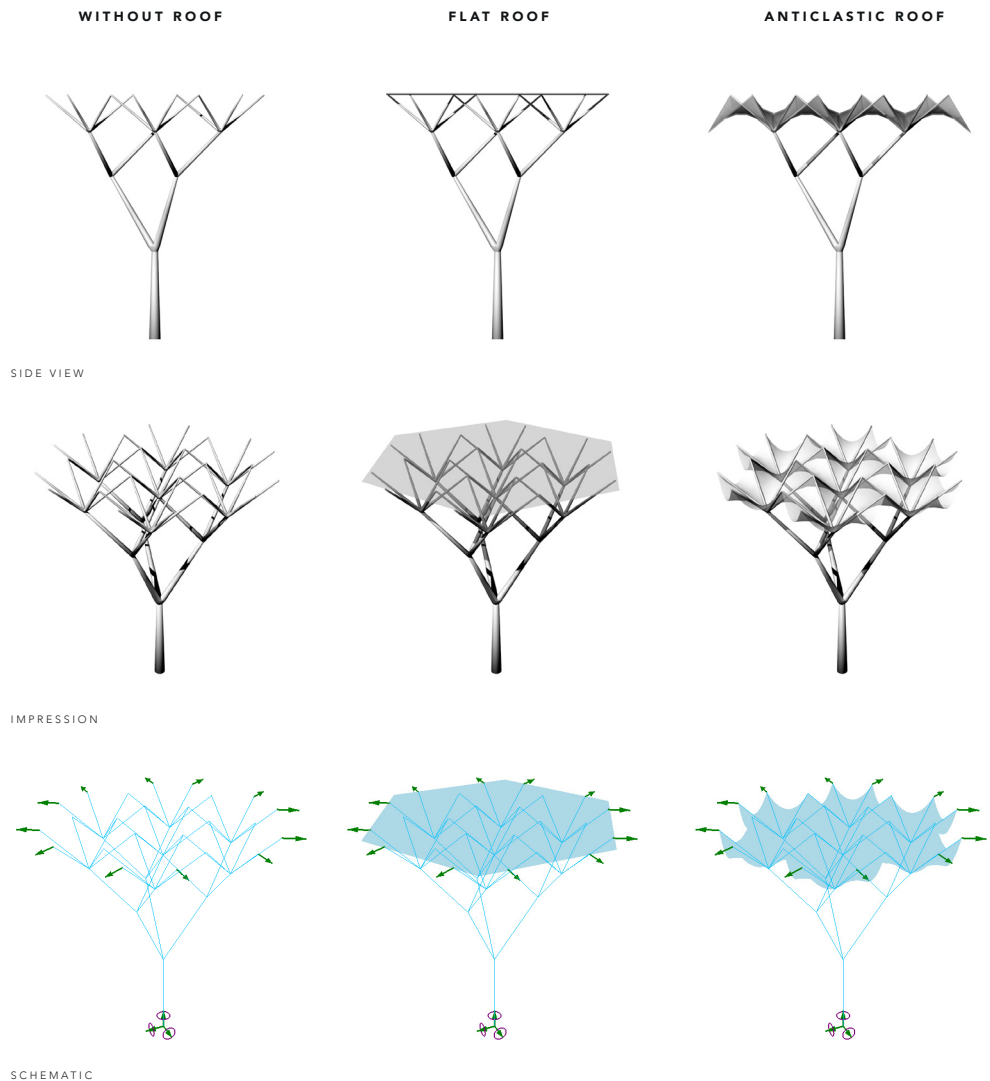 WITHOUT ROOF
FLAT ROOF
ANTICLASTIC ROOF
SIDE VIEW
IMPRESSION
SCHEMATIC